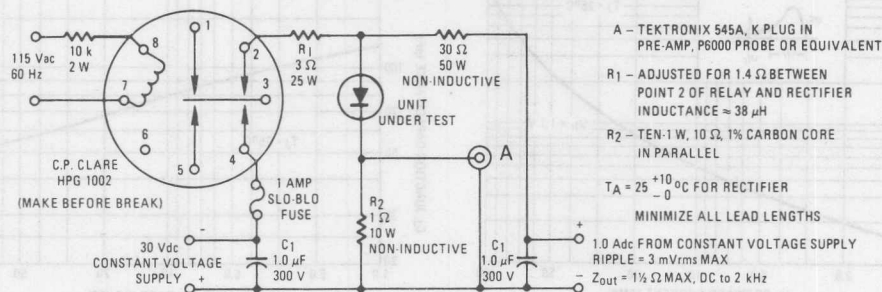 115 Vac
60 Hz
10 k
2 W
8
7
6
5
1
2
3
4
C.P. CLARE
HPG 1002
(MAKE BEFORE BREAK)
R1
3 Ω
25 W
30 Ω
50 W
NON-INDUCTIVE
UNIT
UNDER TEST
A
1 AMP
SLO-BLO
FUSE
R2
1 Ω
10 W
NON-INDUCTIVE
-
30 Vdc
CONSTANT VOLTAGE
SUPPLY
+
C1
1.0 μF
300 V
C1
1.0 μF
300 V
A – TEKTRONIX 545A, K PLUG IN
PRE-AMP, P6000 PROBE OR EQUIVALENT
R1 – ADJUSTED FOR 1.4 Ω BETWEEN
POINT 2 OF RELAY AND RECTIFIER
INDUCTANCE ≈ 38 μH
R2 – TEN-1 W, 10 Ω, 1% CARBON CORE
IN PARALLEL
TA = 25 +10 -0 °C FOR RECTIFIER
MINIMIZE ALL LEAD LENGTHS
+
1.0 Adc FROM CONSTANT VOLTAGE SUPPLY
RIPPLE = 3 mVrms MAX
- Zout = 1½ Ω MAX, DC to 2 kHz